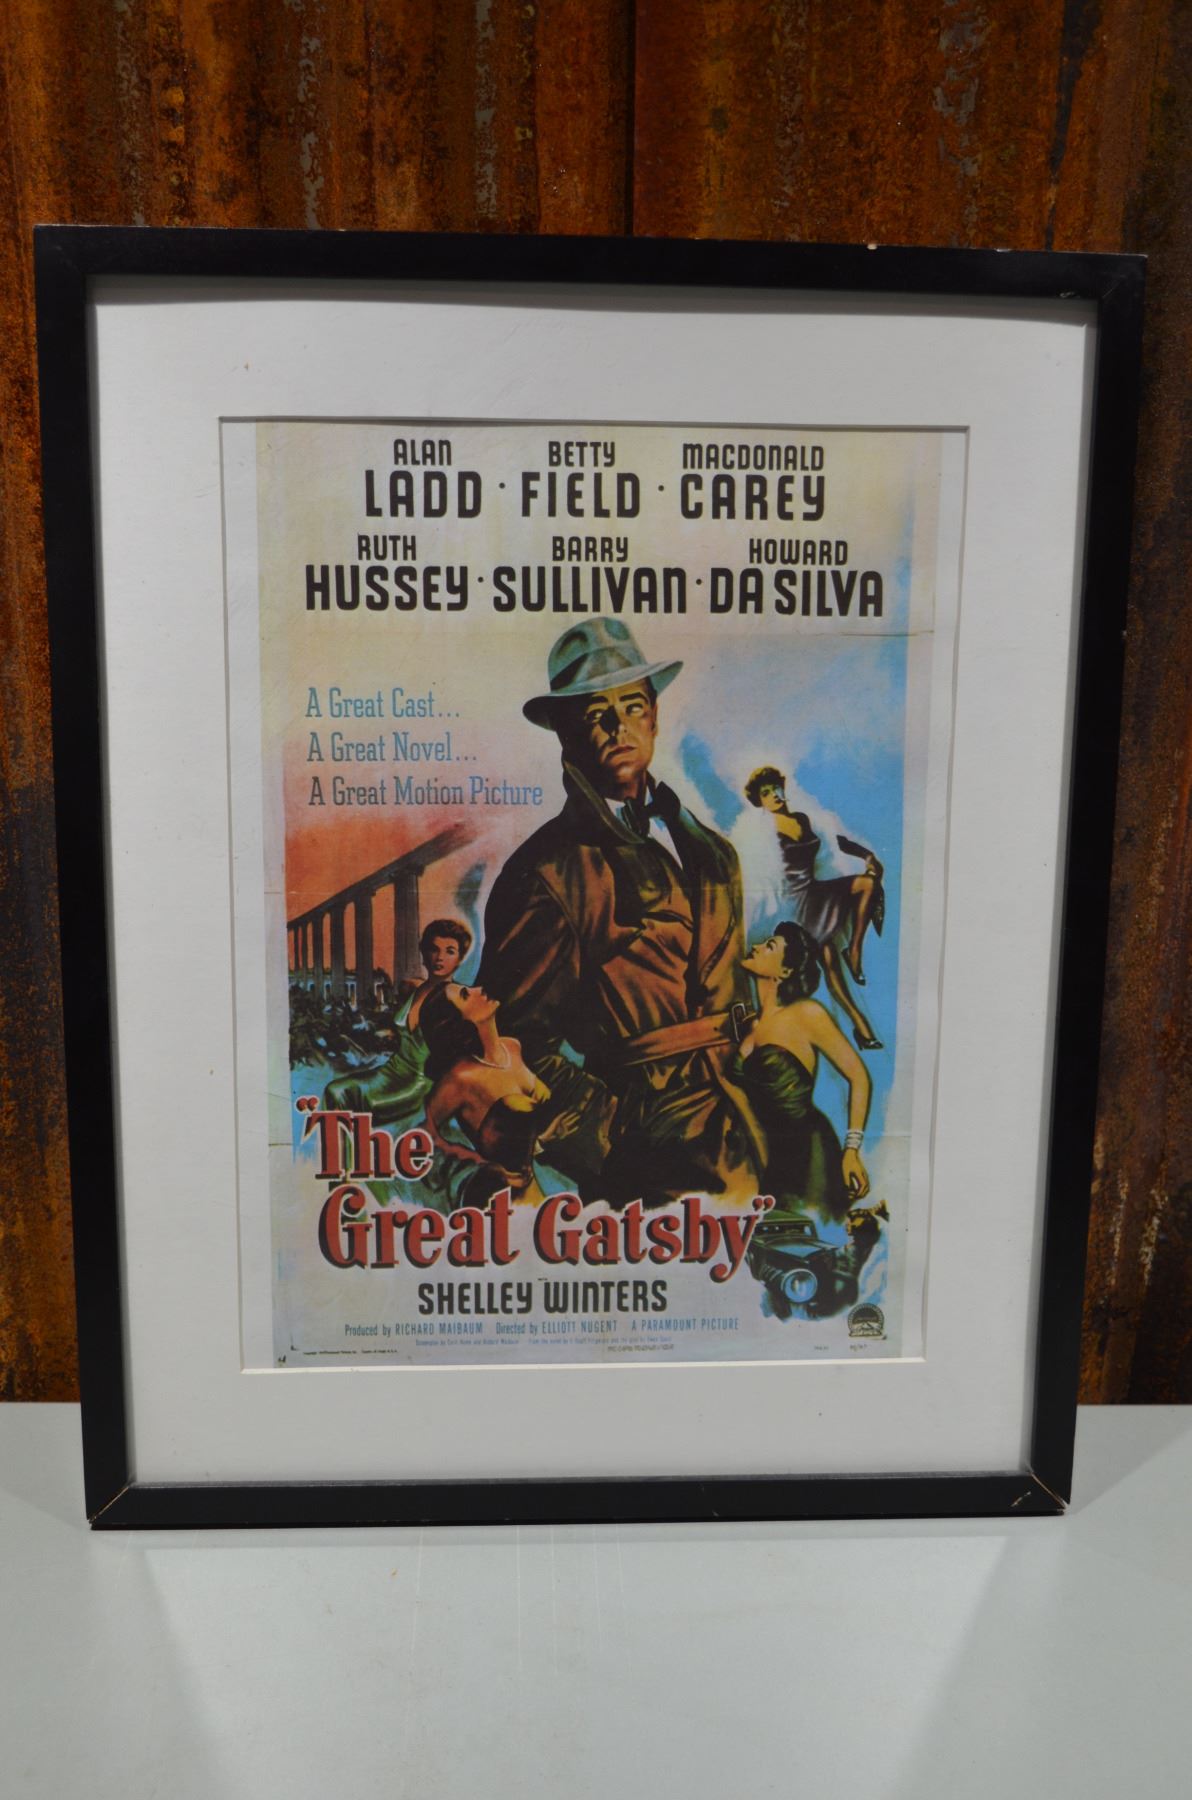 ALAN BETTY MACDONALD
LADD · FIELD · CAREY
RUTH BARRY HOWARD
HUSSEY · SULLIVAN · DA SILVA
A Great Cast...
A Great Novel...
A Great Motion Picture
"The
Great Gatsby"
WITH
SHELLEY WINTERS
Produced by RICHARD MAIBAUM Directed by ELLIOTT NUGENT A PARAMOUNT PICTURE